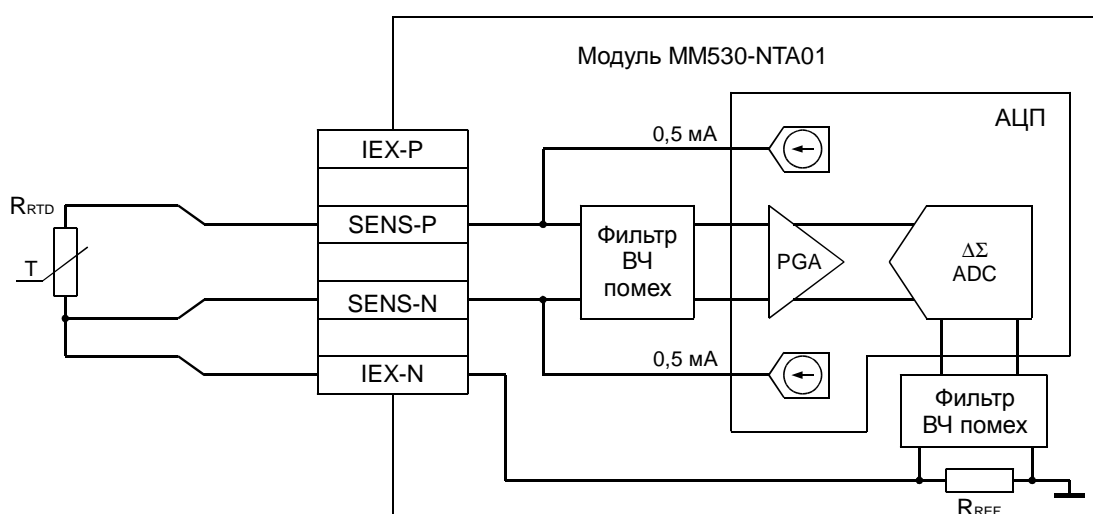 Модуль ММ530-NTA01
АЦП
0,5 мА
IEX-P
RRTD
SENS-P
Фильтр
ВЧ
помех
PGA
ΔΣ
ADC
T
SENS-N
0,5 мА
IEX-N
Фильтр
ВЧ помех
RREF